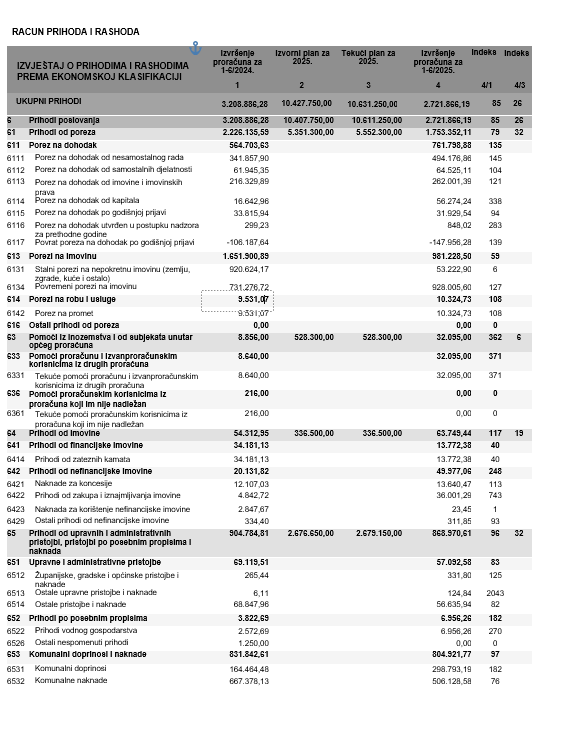 RAČUN PRIHODA I RASHODA
IZVJEŠTAJ O PRIHODIMA I RASHODIMA PREMA EKONOMSKOJ KLASIFIKACIJI Izvršenje proračuna za 1-6/2024. Izvorni plan za 2025. Tekući plan za 2025. Izvršenje proračuna za 1-6/2025. Indeks Indeks
1 2 3 4 4/1 4/3
UKUPNI PRIHODI 3.208.886,28 10.427.750,00 10.631.250,00 2.721.866,19 85 26
6 Prihodi poslovanja 3.208.886,28 10.407.750,00 10.611.250,00 2.721.866,19 85 26
61 Prihodi od poreza 2.226.135,59 5.351.300,00 5.552.300,00 1.753.352,11 79 32
611 Porez na dohodak 564.703,63 761.798,88 135
6111 Porez na dohodak od nesamostalnog rada 341.857,90 494.176,86 145
6112 Porez na dohodak od samostalnih djelatnosti 61.945,35 64.525,11 104
6113 Porez na dohodak od imovine i imovinskih prava 216.329,89 262.001,39 121
6114 Porez na dohodak od kapitala 16.642,96 56.274,24 338
6115 Porez na dohodak po godišnjoj prijavi 33.815,94 31.929,54 94
6116 Porez na dohodak utvrđen u postupku nadzora za prethodne godine 299,23 848,02 283
6117 Povrat poreza na dohodak po godišnjoj prijavi -106.187,64 -147.956,28 139
613 Porezi na imovinu 1.651.900,89 981.228,50 59
6131 Stalni porezi na nepokretnu imovinu (zemlju, zgrade, kuće i ostalo) 920.624,17 53.222,90 6
6134 Povremeni porezi na imovinu 731.276,72 928.005,60 127
614 Porezi na robu i usluge 9.531,07 10.324,73 108
6142 Porez na promet 9.531,07 10.324,73 108
616 Ostali prihodi od poreza 0,00 0,00 0
63 Pomoći iz inozemstva i od subjekata unutar općeg proračuna 8.856,00 528.300,00 528.300,00 32.095,00 362 6
633 Pomoći proračunu i izvanproračunskim korisnicima iz drugih proračuna 8.640,00 32.095,00 371
6331 Tekuće pomoći proračunu i izvanproračunskim korisnicima iz drugih proračuna 8.640,00 32.095,00 371
636 Pomoći proračunskim korisnicima iz proračuna koji im nije nadležan 216,00 0,00 0
6361 Tekuće pomoći proračunskim korisnicima iz proračuna koji im nije nadležan 216,00 0,00 0
64 Prihodi od imovine 54.312,95 336.500,00 336.500,00 63.749,44 117 19
641 Prihodi od financijske imovine 34.181,13 13.772,38 40
6414 Prihodi od zateznih kamata 34.181,13 13.772,38 40
642 Prihodi od nefinancijske imovine 20.131,82 49.977,06 248
6421 Naknade za koncesije 12.107,03 13.640,47 113
6422 Prihodi od zakupa i iznajmljivanja imovine 4.842,72 36.001,29 743
6423 Naknada za korištenje nefinancijske imovine 2.847,67 23,45 1
6429 Ostali prihodi od nefinancijske imovine 334,40 311,85 93
65 Prihodi od upravnih i administrativnih pristojbi, pristojbi po posebnim propisima i naknada 904.784,81 2.676.650,00 2.679.150,00 868.970,61 96 32
651 Upravne i administrativne pristojbe 69.119,51 57.092,58 83
6512 Županijske, gradske i općinske pristojbe i naknade 265,44 331,80 125
6513 Ostale upravne pristojbe i naknade 6,11 124,84 2043
6514 Ostale pristojbe i naknade 68.847,96 56.635,94 82
652 Prihodi po posebnim propisima 3.822,69 6.956,26 182
6522 Prihodi vodnog gospodarstva 2.572,69 6.956,26 270
6526 Ostali nespomenuti prihodi 1.250,00 0,00 0
653 Komunalni doprinosi i naknade 831.842,61 804.921,77 97
6531 Komunalni doprinosi 164.464,48 298.793,19 182
6532 Komunalne naknade 667.378,13 506.128,58 76